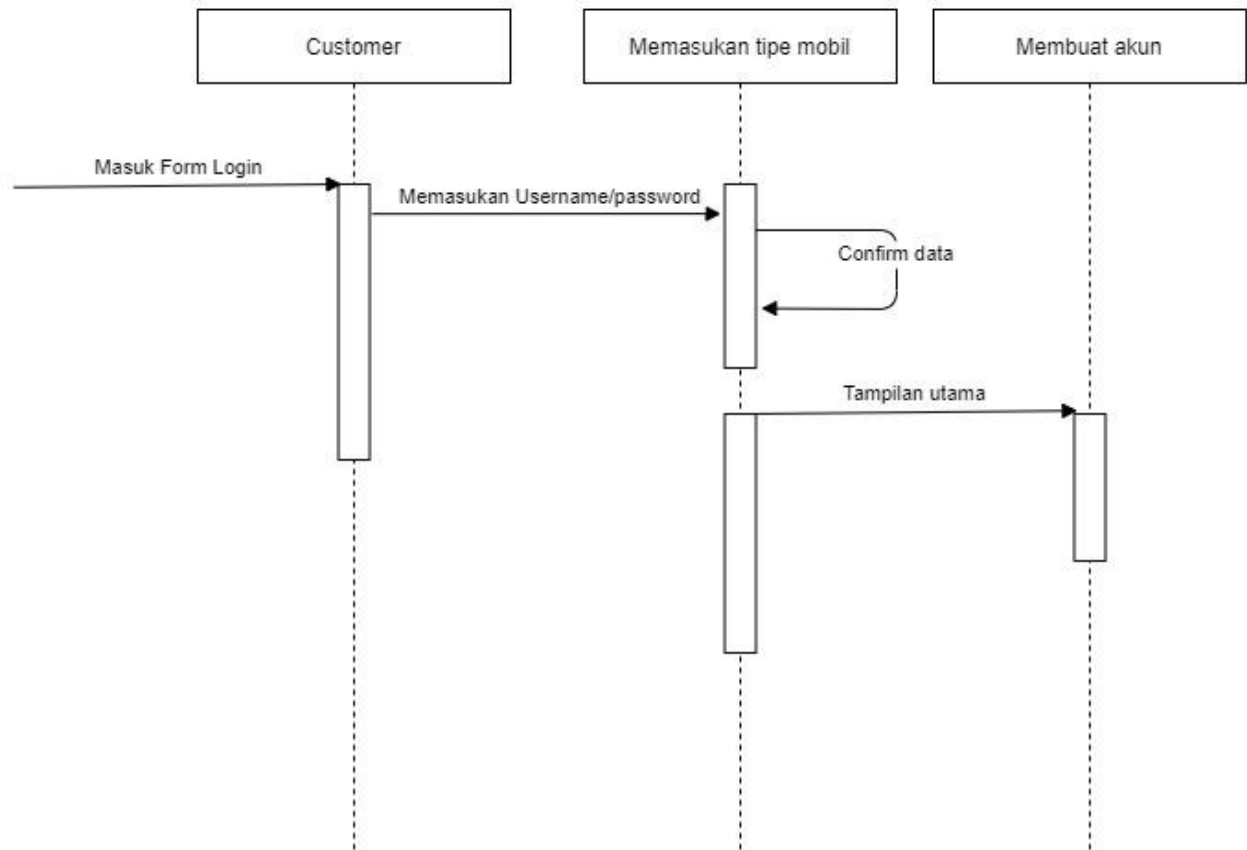 Customer
Memasukan tipe mobil
Membuat akun
Masuk Form Login
Memasukan Username/password
Confirm data
Tampilan utama